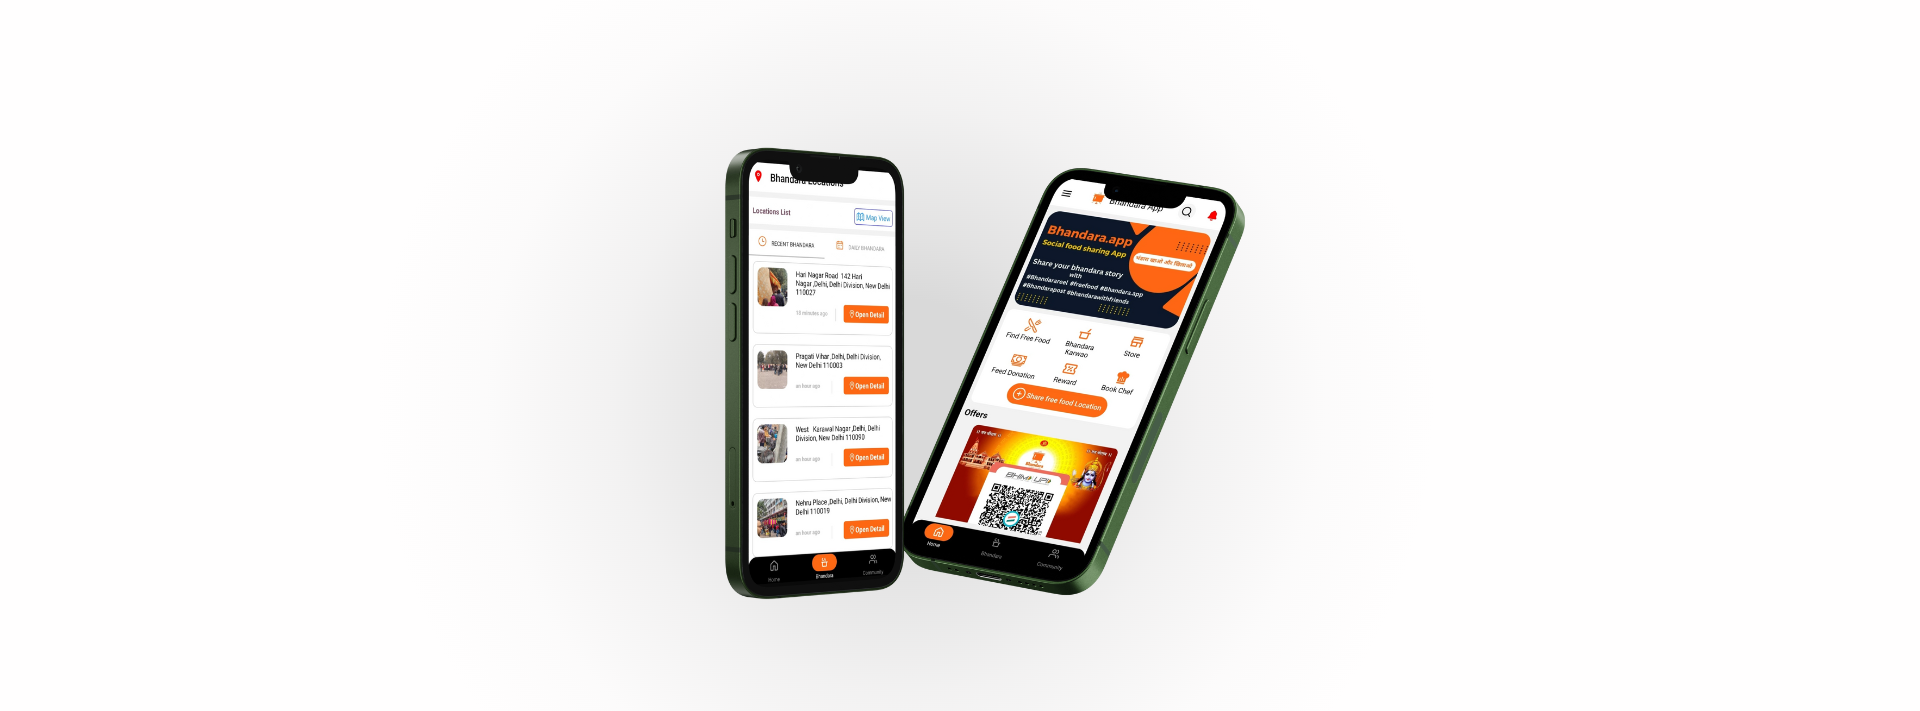 Bhandara Locations
Locations List
Map View
RECENT BHANDARA
DAILY BHANDARA
Hari Nagar Road 142 Hari
Nagar ,Delhi, Delhi Division, New Delhi
110027
10 minutes ago
Open Detail
Pragati Vihar ,Delhi, Delhi Division,
New Delhi 110003
an hour ago
Open Detail
West Karawal Nagar ,Delhi, Delhi
Division, New Delhi 110090
an hour ago
Open Detail
Nehru Place ,Delhi, Delhi Division, New
Delhi 110019
an hour ago
Open Detail
Home
Bhandara
Community
Bhandara App
Bhandara.app
Social food sharing App
भंडारा खाओ और खिलाओ
Share your bhandara story
with
#Bhandarareel #freefood #Bhandara.app
#Bhandarapost #bhandarawithfriends
Find Free Food
Bhandara
Karwao
Store
Feed Donation
Reward
Book Chef
Share free food Location
Offers
Bhandara
BHIM UPI
Home
Bhandara
Community